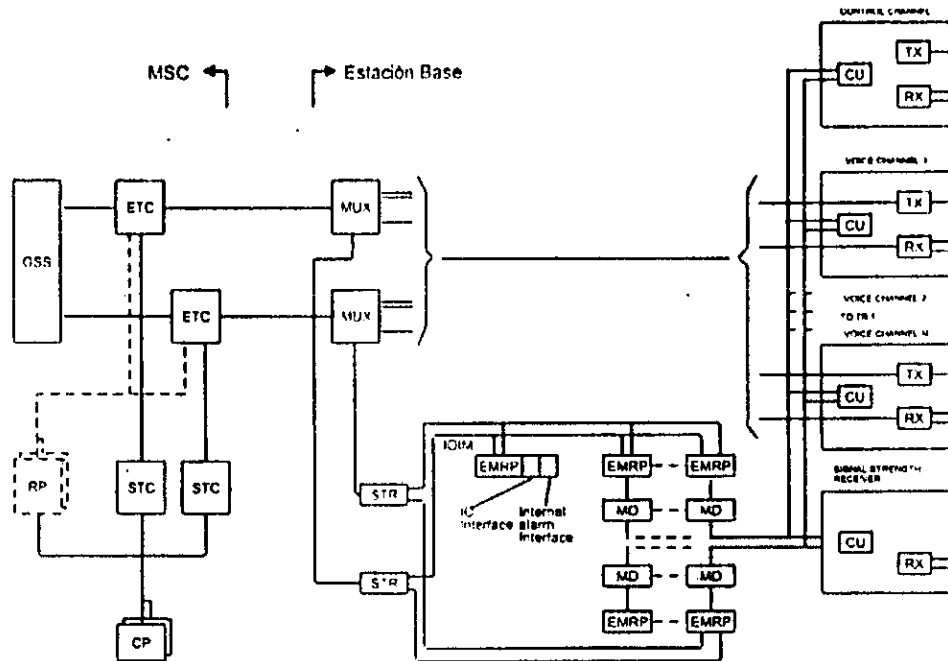 CONTROL CHANNEL
TX
CU
RX
MSC
Estación Base
VOICE CHANNEL 1
TX
CU
RX
ETC
MUX
GSS
ETC
MUX
VOICE CHANNEL 2
VOICE CHANNEL N
TX
CU
RX
IOIM
EMRP
EMRP
EMRP
RP
STC
STC
STR
Interface
Internal
alarm
Interface
MD
MD
SIGNAL STRENGTH
RECEIVER
CU
RX
STR
MD
MD
EMRP
EMRP
CP